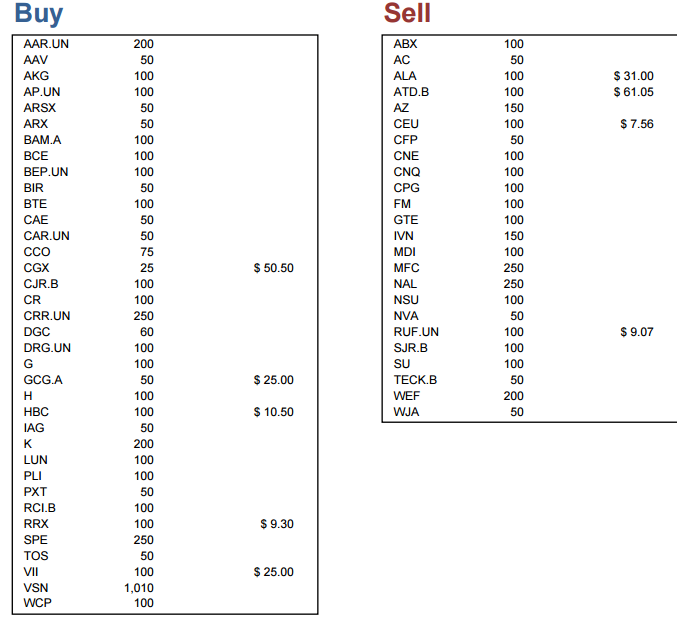 Buy
AAR.UN 200
AAV 50
AKG 100
AP.UN 100
ARSX 50
ARX 50
BAM.A 100
BCE 100
BEP.UN 100
BIR 50
BTE 100
CAE 50
CAR.UN 50
CCO 75
CGX 25 $ 50.50
CJR.B 100
CR 100
CRR.UN 250
DGC 60
DRG.UN 100
G 100
GCG.A 50 $ 25.00
H 100
HBC 100 $ 10.50
IAG 50
K 200
LUN 100
PLI 100
PXT 50
RCI.B 100
RRX 100 $ 9.30
SPE 250
TOS 50
VII 100 $ 25.00
VSN 1,010
WCP 100
Sell
ABX 100
AC 50
ALA 100 $ 31.00
ATD.B 100 $ 61.05
AZ 150
CEU 100 $ 7.56
CFP 50
CNE 100
CNQ 100
CPG 100
FM 100
GTE 100
IVN 150
MDI 100
MFC 250
NAL 250
NSU 100
NVA 50
RUF.UN 100 $ 9.07
SJR.B 100
SU 100
TECK.B 50
WEF 200
WJA 50